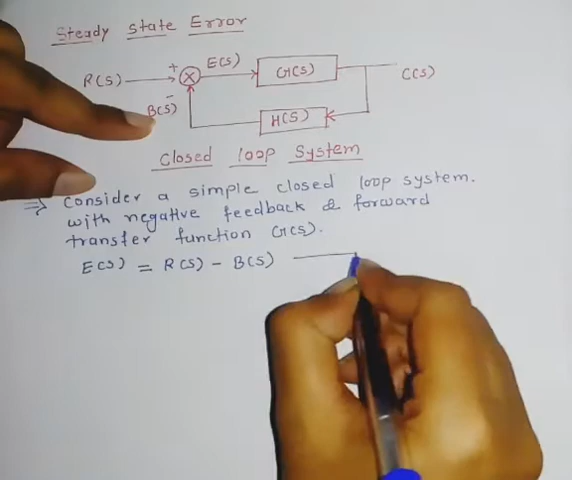 Steady State Error
R(S) + E(S) G(S) C(S)
B(S) -
H(S)
Closed loop System
⇒ Consider a simple closed loop system.
with negative feedback & forward
transfer function G(S).
E(S) = R(S) - B(S)